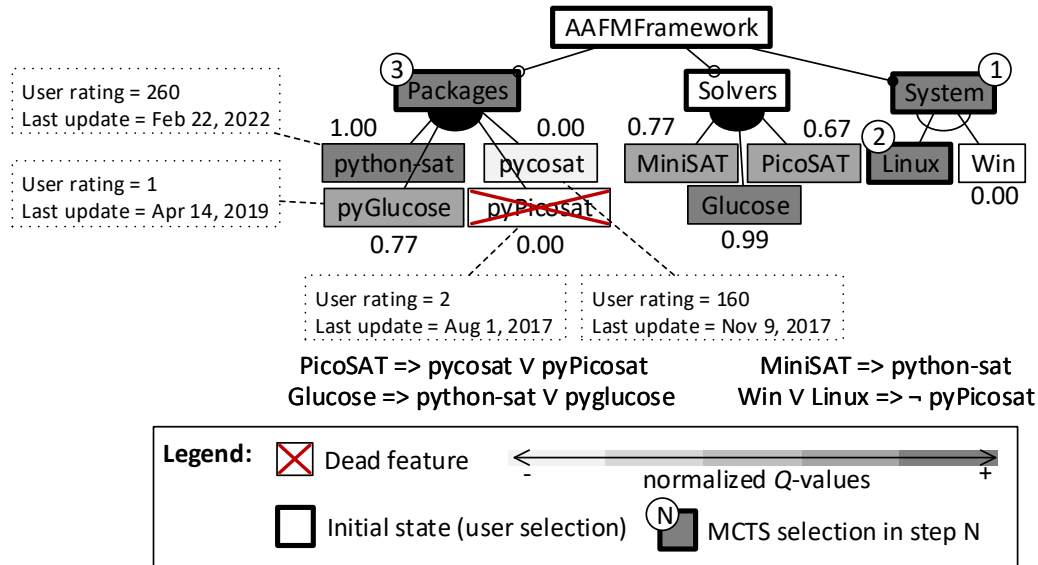 AAFMFramework
3
Packages
Solvers
1
System
User rating = 260
Last update = Feb 22, 2022
1.00
0.00
0.77
0.67
2
python-sat
pycosat
MiniSAT
PicoSAT
Linux
Win
User rating = 1
Last update = Apr 14, 2019
pyGlucose
pyPicosat
Glucose
0.00
0.77
0.00
0.99
User rating = 2
Last update = Aug 1, 2017
User rating = 160
Last update = Nov 9, 2017
PicoSAT => pycosat V pyPicosat
MiniSAT => python-sat
Glucose => python-sat V pyglucose
Win V Linux => ¬ pyPicosat
Legend:
Dead feature
- +
normalized Q-values
Initial state (user selection)
N
MCTS selection in step N